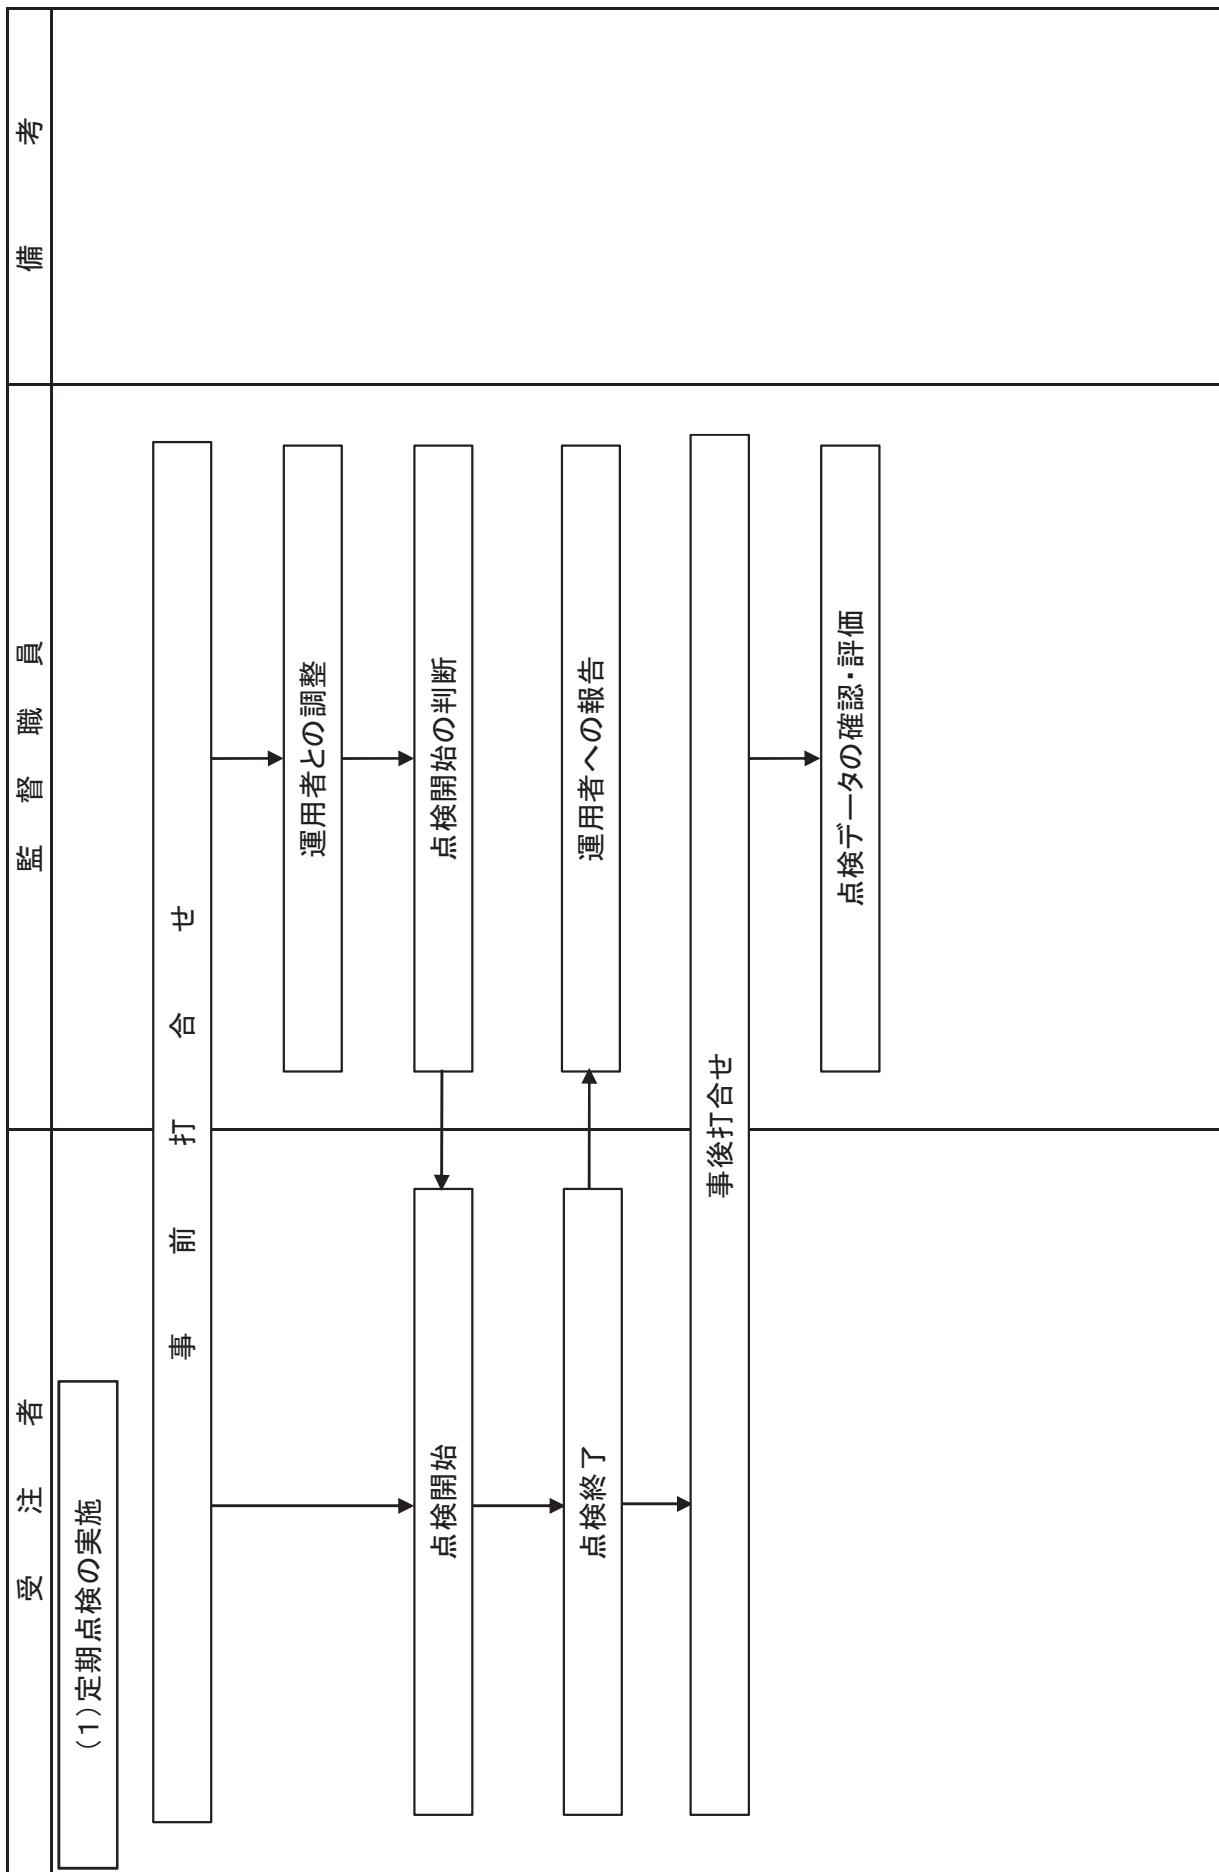 受注者
監督職員
備考
(1)定期点検の実施
事前打合せ
運用者との調整
点検開始
点検開始の判断
点検終了
運用者への報告
事後打合せ
点検データの確認・評価